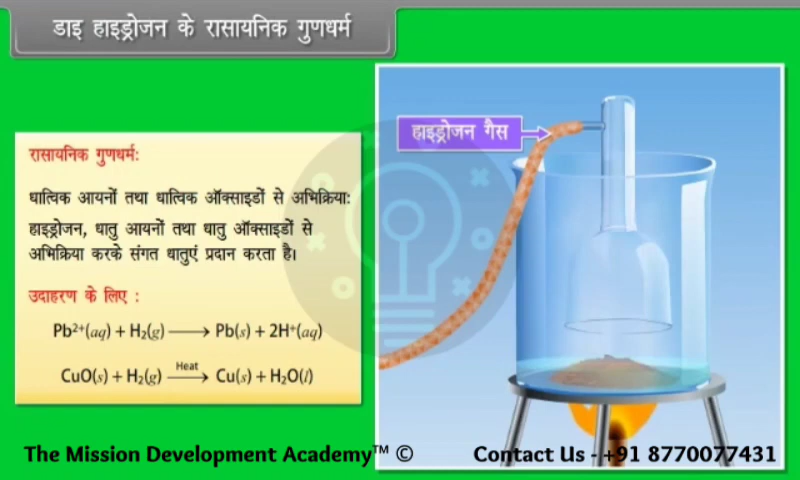 डाइ हाइड्रोजन के रासायनिक गुणधर्म
हाइड्रोजन गैस
रासायनिक गुणधर्म:
धात्विक आयनों तथा धात्विक ऑक्साइडों से अभिक्रिया:
हाइड्रोजन, धातु आयनों तथा धातु ऑक्साइडों से
अभिक्रिया करके संगत धातुएं प्रदान करता है।
उदाहरण के लिए :
Pb²⁺(aq) + H₂(g) ⟶ Pb(s) + 2H⁺(aq)
Heat
CuO(s) + H₂(g) ⟶ Cu(s) + H₂O(l)
The Mission Development Academy™ © Contact Us - +91 8770077431